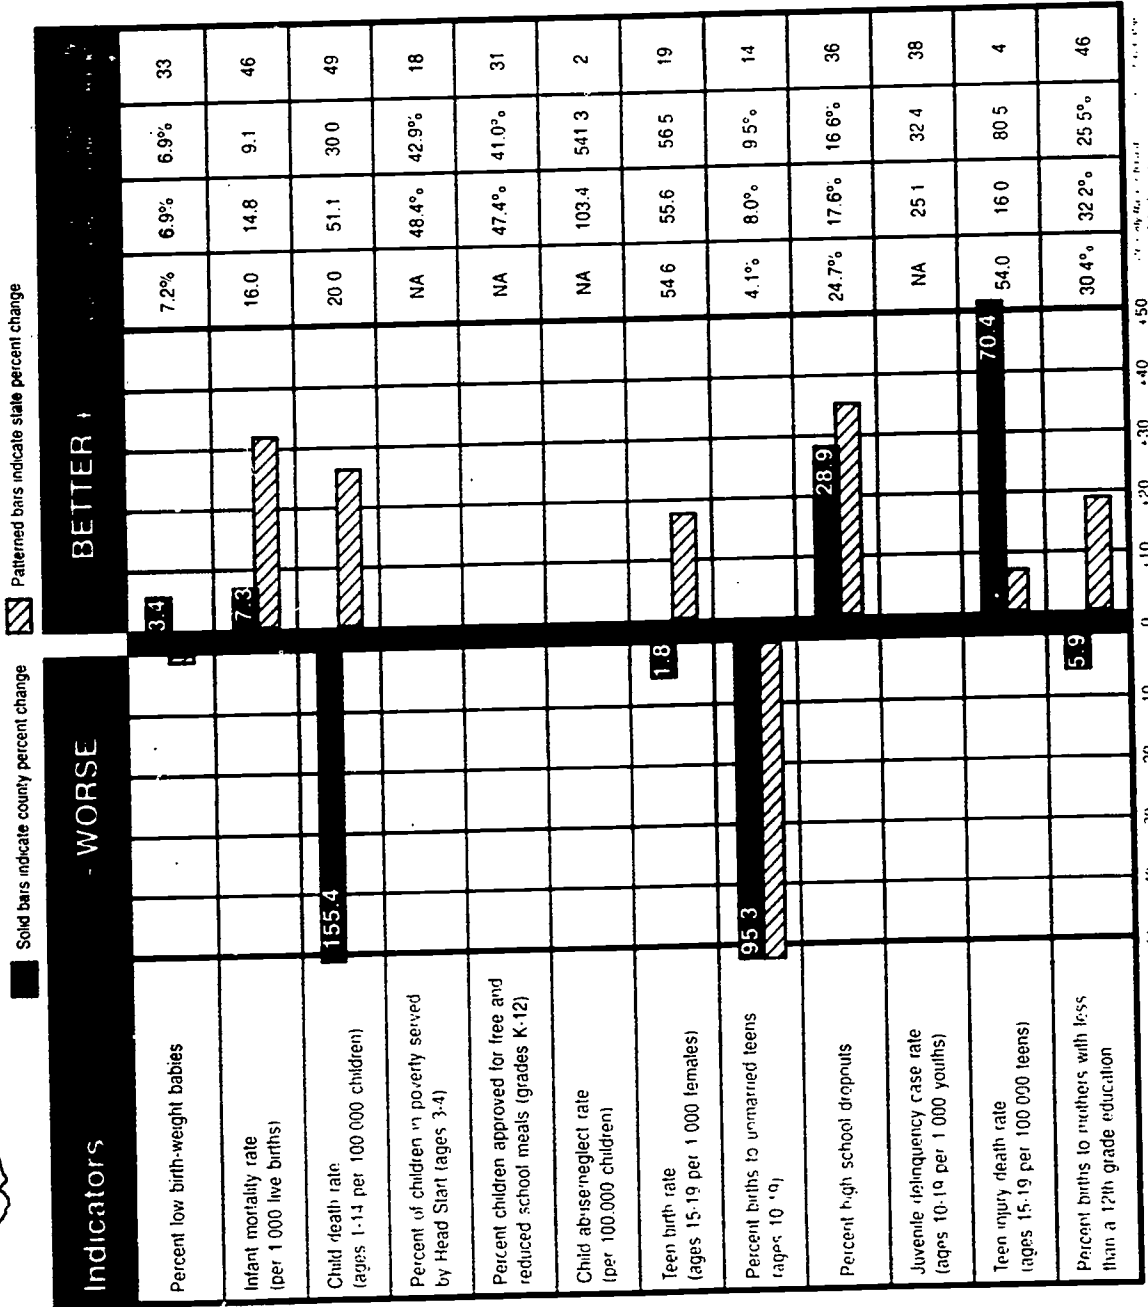 Solid bars indicate county percent change
Patterned bars indicate state percent change
Indicators
- WORSE
BETTER +
Percent low birth-weight babies
3.4
7.2% 6.9% 6.9% 33
Infant mortality rate
(per 1 000 live births)
7.3
16.0 14.8 9.1 46
Child death rate
(ages 1-14 per 100 000 children)
155.4
20 0 51.1 30 0 49
Percent of children in poverty served
by Head Start (ages 3-4)
NA 48.4% 42.9% 18
Percent children approved for free and
reduced school meals (grades K-12)
NA 47.4% 41.0% 31
Child abuse/neglect rate
(per 100,000 children)
NA 103.4 541 3 2
Teen birth rate
(ages 15-19 per 1 000 females)
1.8
54 6 55.6 56 5 19
Percent births to unmarried teens
(ages 10-19)
95 3
4.1% 8.0% 9 5% 14
Percent high school dropouts
28.9
24.7% 17.6% 16 6% 36
Juvenile delinquency case rate
(ages 10-19 per 1 000 youths)
NA 25 1 32 4 38
Teen injury death rate
(ages 15-19 per 100 000 teens)
70.4
54.0 16 0 80 5 4
Percent births to mothers with less
than a 12th grade education
5.9
30 4% 32 2% 25 5% 46
10 0 +10 +20 +30 +40 +50